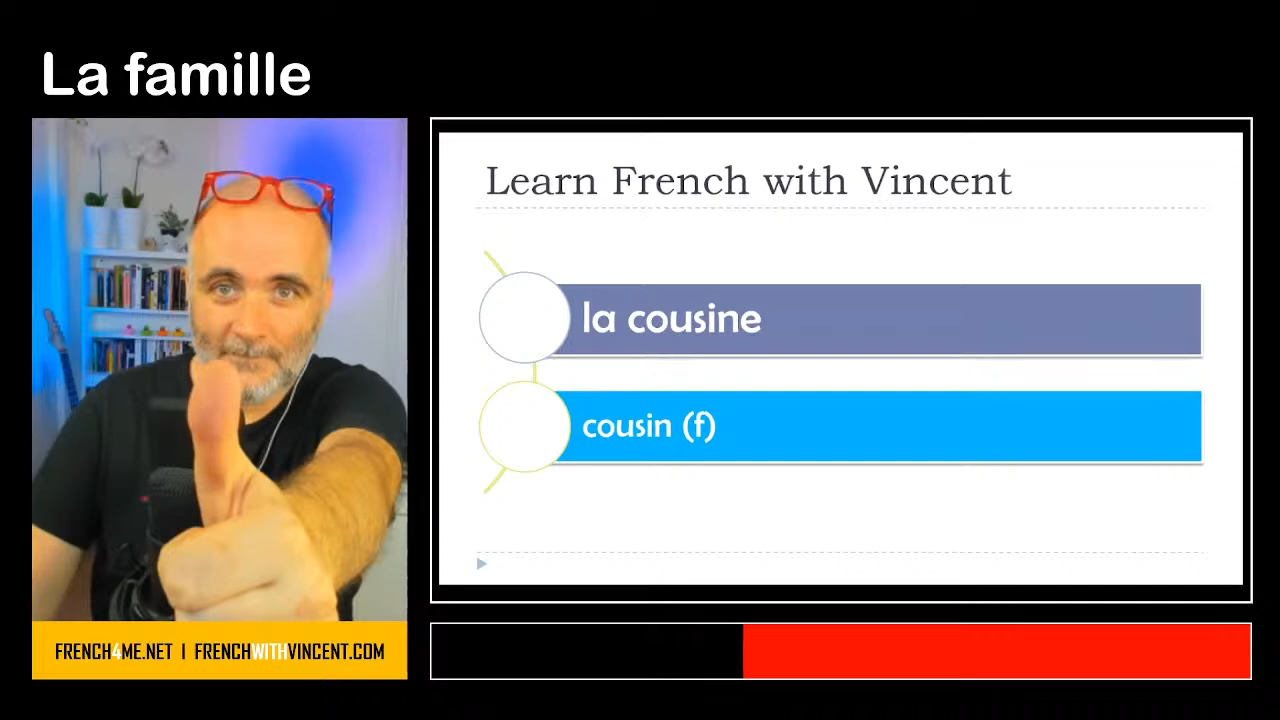 La famille
Learn French with Vincent
la cousine
cousin (f)
FRENCH4ME.NET | FRENCHWITHVINCENT.COM